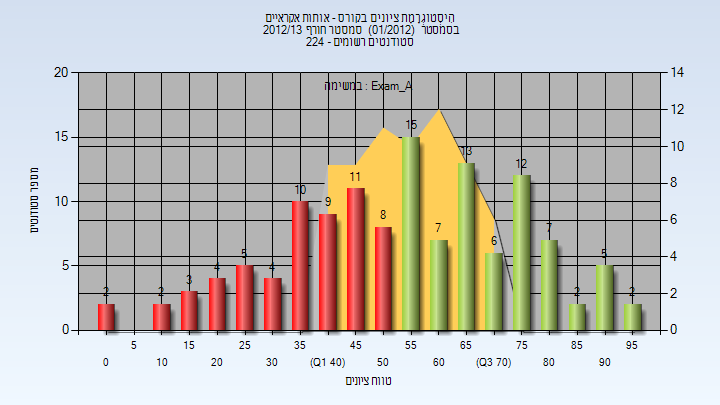 היסטוגרמת ציונים בקורס - אותות אקראיים
בסמסטר (01/2012) סמסטר חורף 2012/13
סטודנטים רשומים - 224
במשימה : Exam_A
מספר סטודנטים
20 15 10 5 0
14 12 10 8 6 4 2 0
2 2 3 4 5 4 10 9 11 8 15 7 13 6 12 7 2 5 2
5 15 25 35 45 55 65 75 85 95
0 10 20 30 (Q1 40) 50 60 (Q3 70) 80 90
טווח ציונים